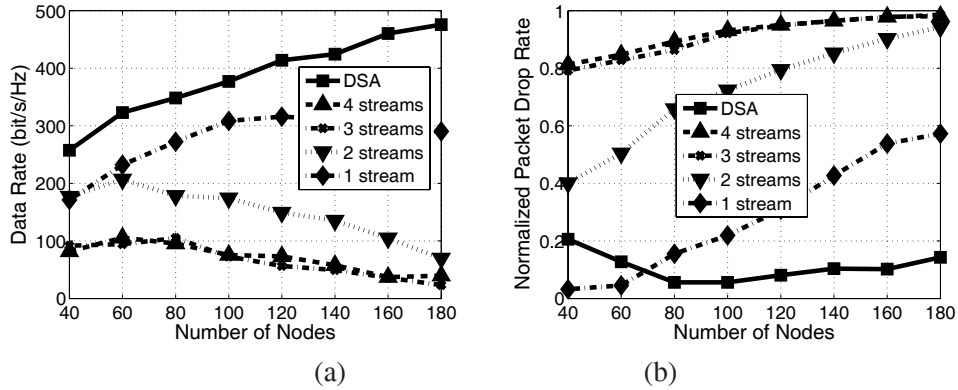 500
400
300
200
100
0
Data Rate (bit/s/Hz)
40 60 80 100 120 140 160 180
Number of Nodes
DSA
4 streams
3 streams
2 streams
1 stream
(a)
1
0.8
0.6
0.4
0.2
0
Normalized Packet Drop Rate
40 60 80 100 120 140 160 180
Number of Nodes
DSA
4 streams
3 streams
2 streams
1 stream
(b)